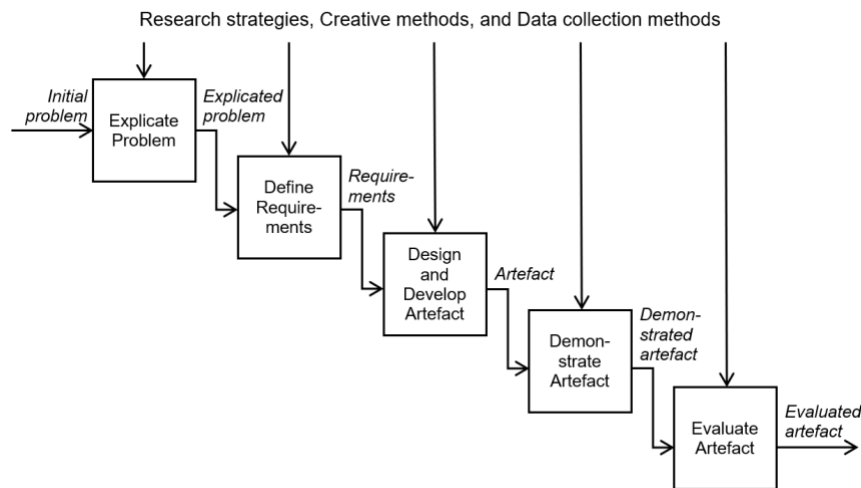 Research strategies, Creative methods, and Data collection methods
Initial
problem
Explicate
Problem
Explicated
problem
Define
Require-
ments
Require-
ments
Design
and
Develop
Artefact
Artefact
Demon-
strate
Artefact
Demon-
strated
artefact
Evaluate
Artefact
Evaluated
artefact